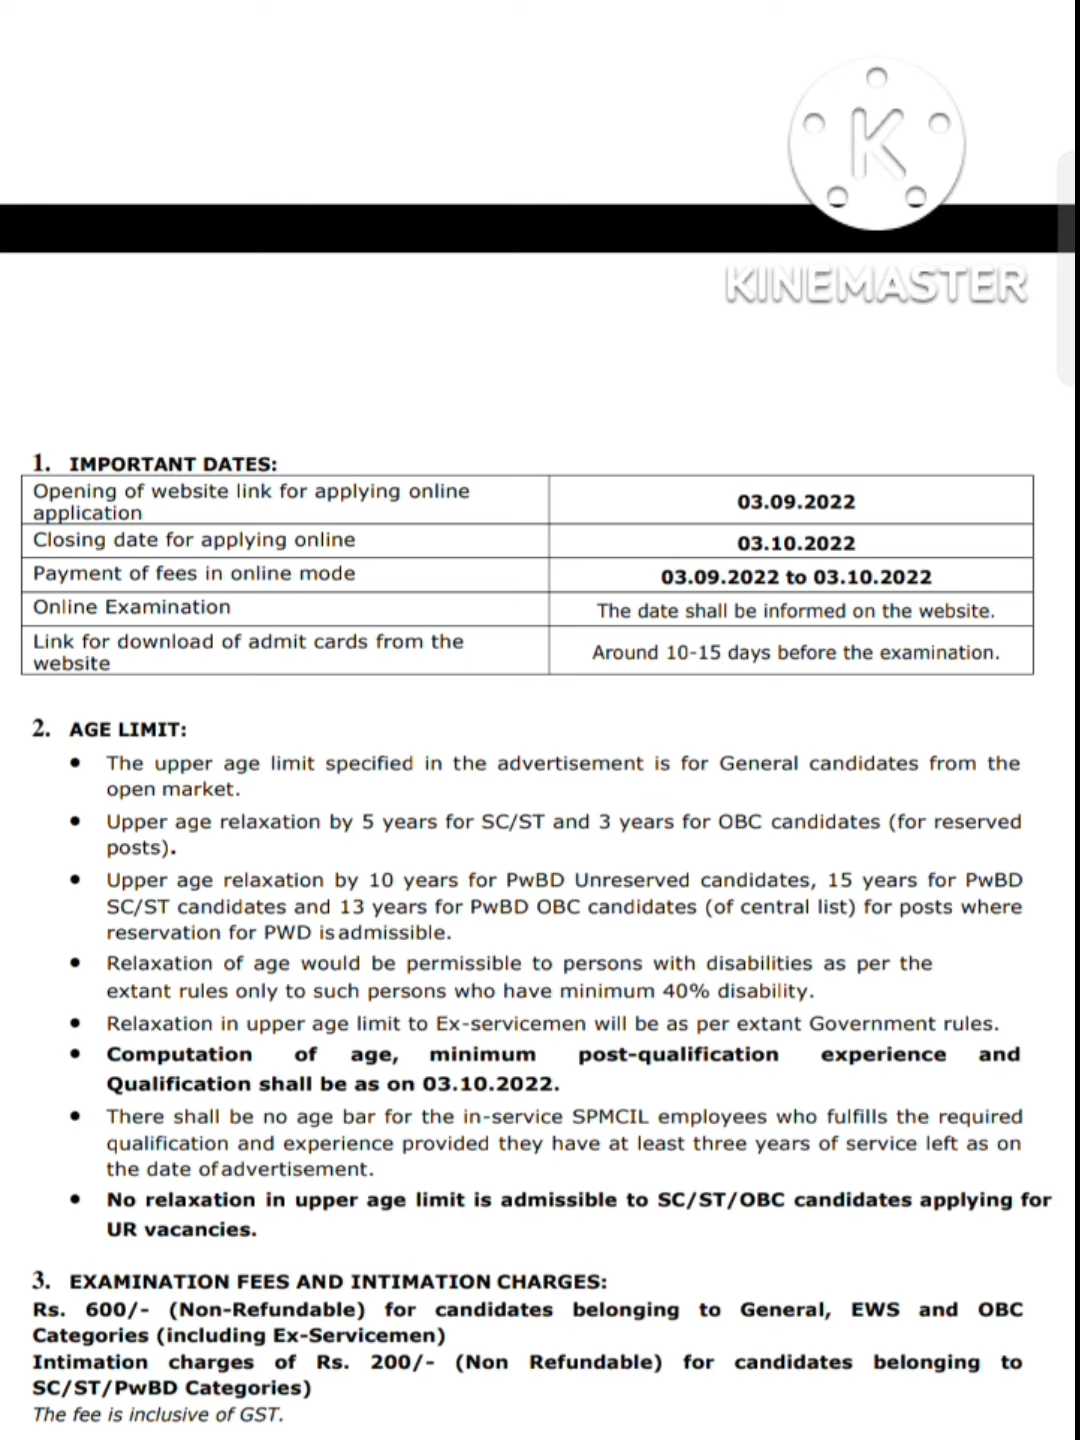 K
KINEMASTER
1. IMPORTANT DATES:
Opening of website link for applying online
application
03.09.2022
Closing date for applying online
03.10.2022
Payment of fees in online mode
03.09.2022 to 03.10.2022
Online Examination
The date shall be informed on the website.
Link for download of admit cards from the
website
Around 10-15 days before the examination.
2. AGE LIMIT:
• The upper age limit specified in the advertisement is for General candidates from the
open market.
• Upper age relaxation by 5 years for SC/ST and 3 years for OBC candidates (for reserved
posts).
• Upper age relaxation by 10 years for PwBD Unreserved candidates, 15 years for PwBD
SC/ST candidates and 13 years for PwBD OBC candidates (of central list) for posts where
reservation for PWD is admissible.
• Relaxation of age would be permissible to persons with disabilities as per the
extant rules only to such persons who have minimum 40% disability.
• Relaxation in upper age limit to Ex-servicemen will be as per extant Government rules.
• Computation of age, minimum post-qualification experience and
Qualification shall be as on 03.10.2022.
• There shall be no age bar for the in-service SPMCIL employees who fulfills the required
qualification and experience provided they have at least three years of service left as on
the date of advertisement.
• No relaxation in upper age limit is admissible to SC/ST/OBC candidates applying for
UR vacancies.
3. EXAMINATION FEES AND INTIMATION CHARGES:
Rs. 600/- (Non-Refundable) for candidates belonging to General, EWS and OBC
Categories (including Ex-Servicemen)
Intimation charges of Rs. 200/- (Non Refundable) for candidates belonging to
SC/ST/PwBD Categories)
The fee is inclusive of GST.